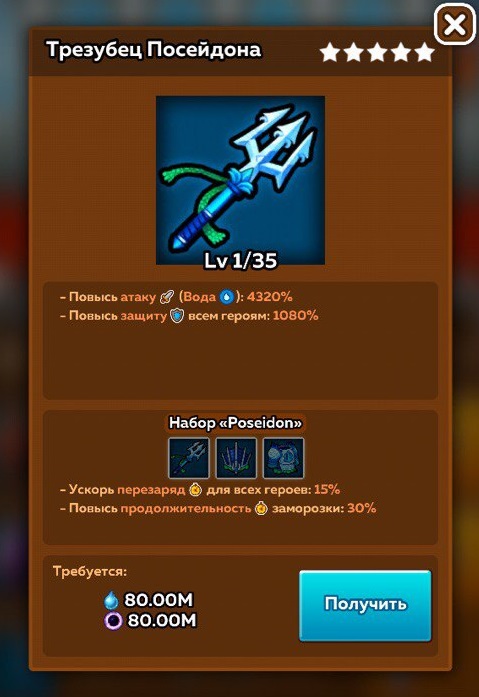 Трезубец Посейдона
Lv 1/35
- Повысь атаку (Вода): 4320%
- Повысь защиту всем героям: 1080%
Набор «Poseidon»
- Ускорь перезаряд для всех героев: 15%
- Повысь продолжительность заморозки: 30%
Требуется:
80.00M
80.00M
Получить